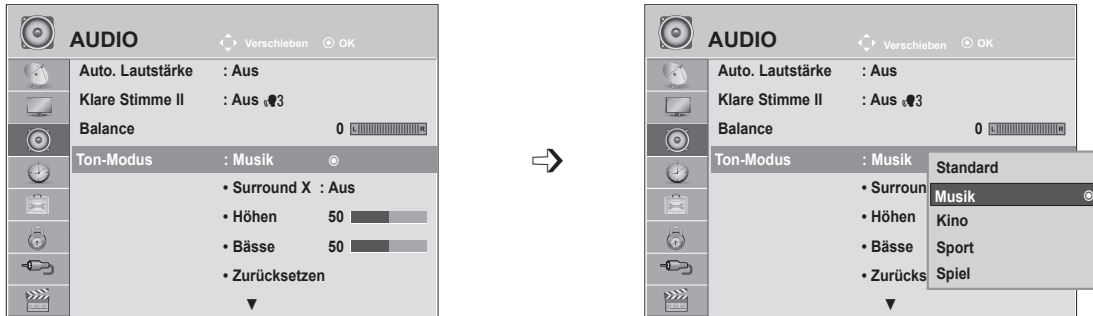 AUDIO Verschieben OK
Auto. Lautstärke : Aus
Klare Stimme II : Aus 3
Balance 0 L R
Ton-Modus : Musik
• Surround X : Aus
• Höhen 50
• Bässe 50
• Zurücksetzen
▼
AUDIO Verschieben OK
Auto. Lautstärke : Aus
Klare Stimme II : Aus 3
Balance 0 L R
Ton-Modus : Musik
• Surroun
• Höhen
• Bässe
• Zurücks
▼
Standard
Musik
Kino
Sport
Spiel